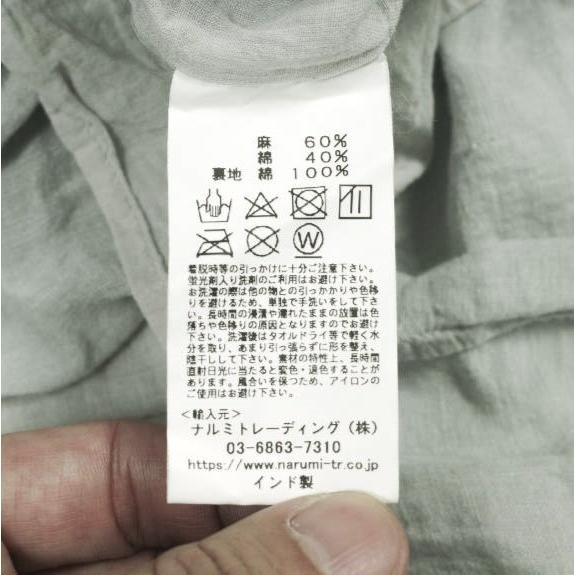 麻 60%
綿 40%
裏地 綿 100%
W
着脱時等の引っかけに十分ご注意下さい。
蛍光剤入り洗剤のご利用はお避け下さい。
お洗濯の際は他の物との引っかかりや色移
りを避けるため、単独で手洗いをして下さ
い。長時間の浸漬や濡れたままの放置は色
落ちや色移りの原因となりますのでお避け
下さい。洗濯後はタオルドライ等で軽く水
分を取り、あまり引っ張らずに形を整え、
陰干しして下さい。素材の特性上、長時間
直射日光に当たると変色・退色することが
あります。風合いを保つため、アイロンの
ご使用はお避け下さい。
<輸入元>
ナルミトレーディング（株）
03-6863-7310
https://www.narumi-tr.co.jp
インド製